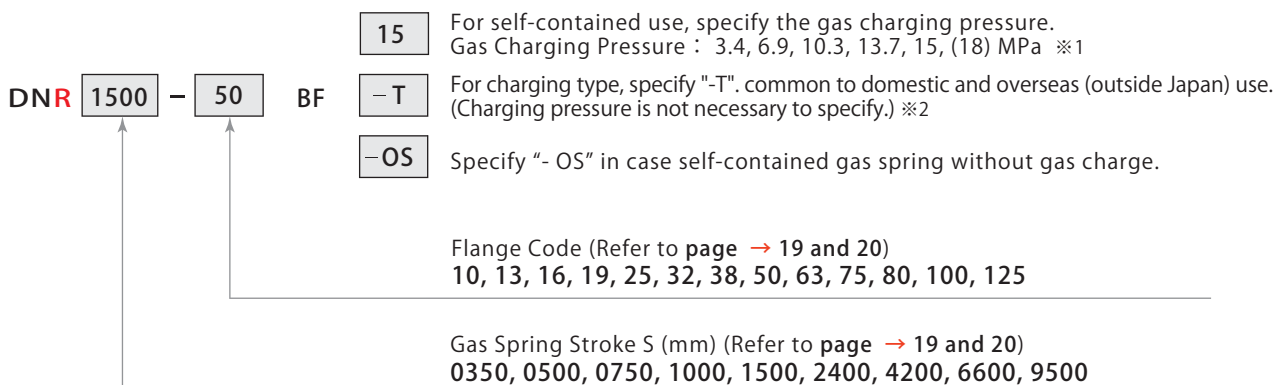 15 For self-contained use, specify the gas charging pressure.
Gas Charging Pressure : 3.4, 6.9, 10.3, 13.7, 15, (18) MPa ※1
DNR 1500 – 50 BF –T For charging type, specify "-T". common to domestic and overseas (outside Japan) use.
(Charging pressure is not necessary to specify.) ※2
–OS Specify “- OS” in case self-contained gas spring without gas charge.
Flange Code (Refer to page → 19 and 20)
10, 13, 16, 19, 25, 32, 38, 50, 63, 75, 80, 100, 125
Gas Spring Stroke S (mm) (Refer to page → 19 and 20)
0350, 0500, 0750, 1000, 1500, 2400, 4200, 6600, 9500